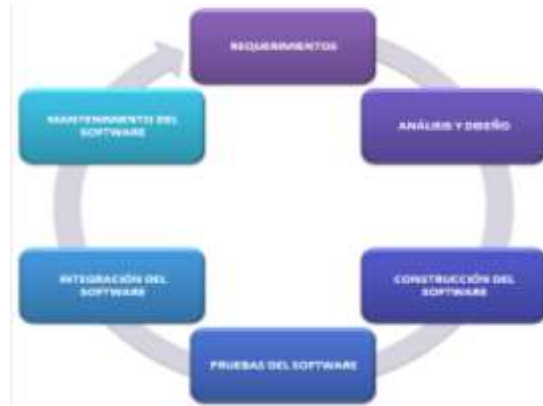 REQUERIMIENTOS
ANÁLISIS Y DISEÑO
CONSTRUCCIÓN DEL
SOFTWARE
PRUEBAS DEL SOFTWARE
INTEGRACIÓN DEL
SOFTWARE
MANTENIMIENTO DEL
SOFTWARE